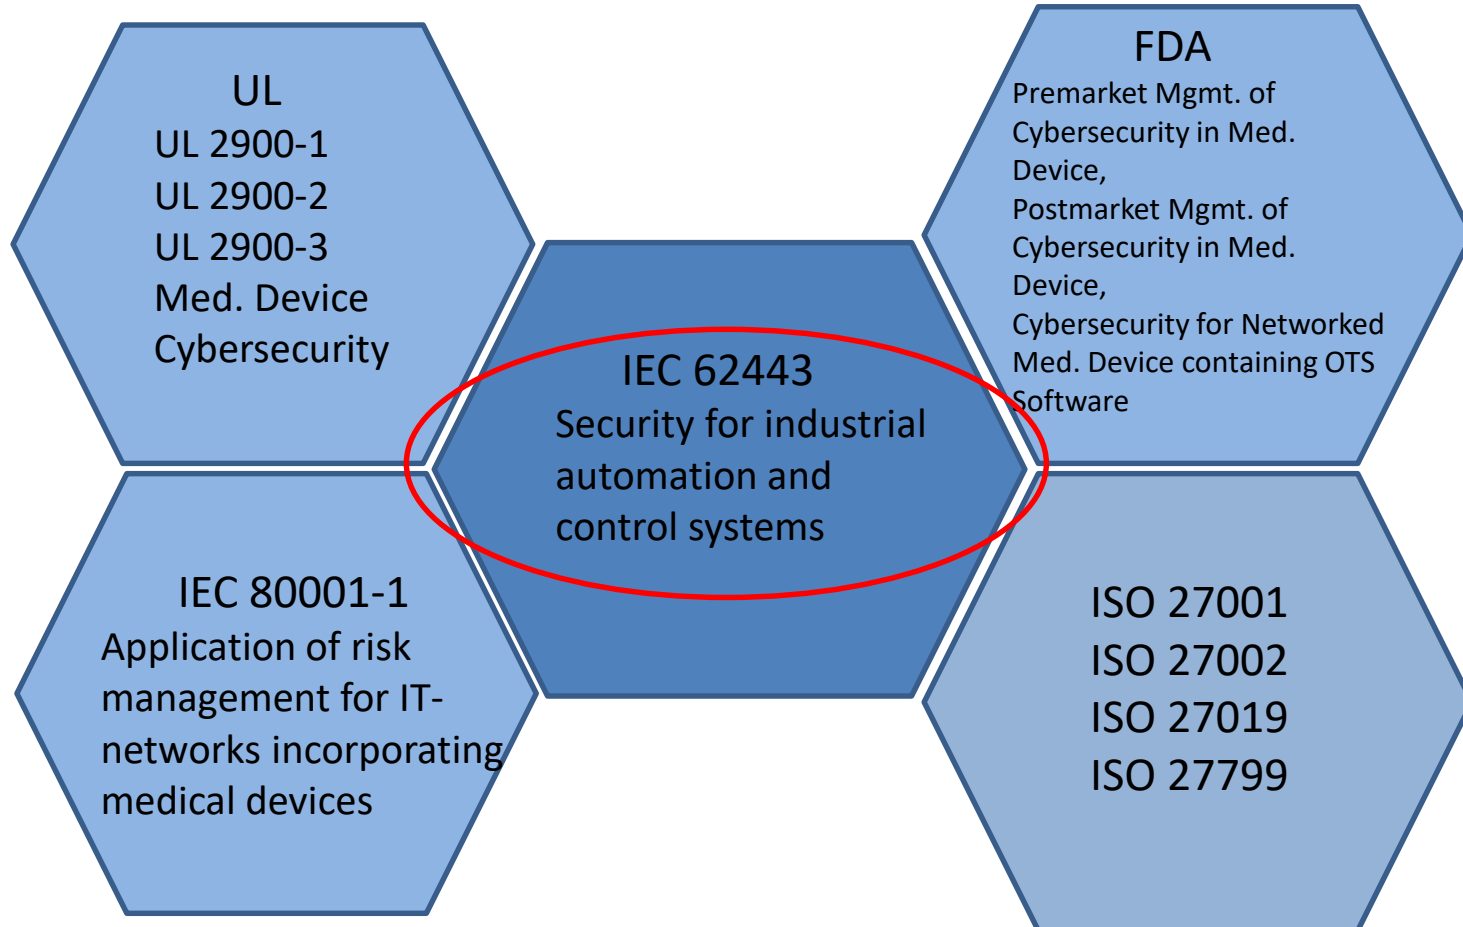 UL
UL 2900-1
UL 2900-2
UL 2900-3
Med. Device
Cybersecurity
FDA
Premarket Mgmt. of
Cybersecurity in Med.
Device,
Postmarket Mgmt. of
Cybersecurity in Med.
Device,
Cybersecurity for Networked
Med. Device containing OTS
Software
IEC 62443
Security for industrial
automation and
control systems
IEC 80001-1
Application of risk
management for IT-
networks incorporating
medical devices
ISO 27001
ISO 27002
ISO 27019
ISO 27799